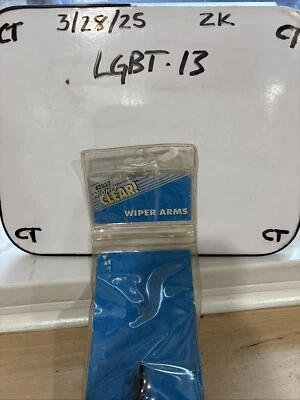 3/28/25 ZK
CT CT
LGBT.13
CLEAR!
WIPER ARMS
CT CT